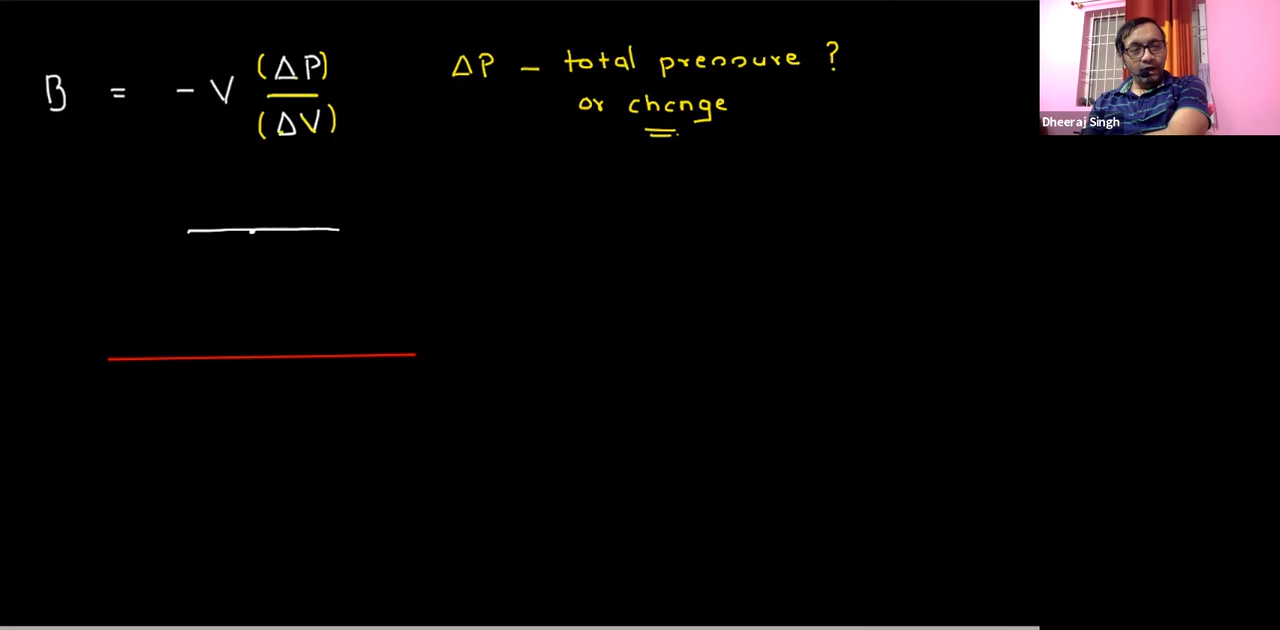 B = - V (ΔP) / (ΔV)
ΔP - total pressure ?
or change
Dheeraj Singh